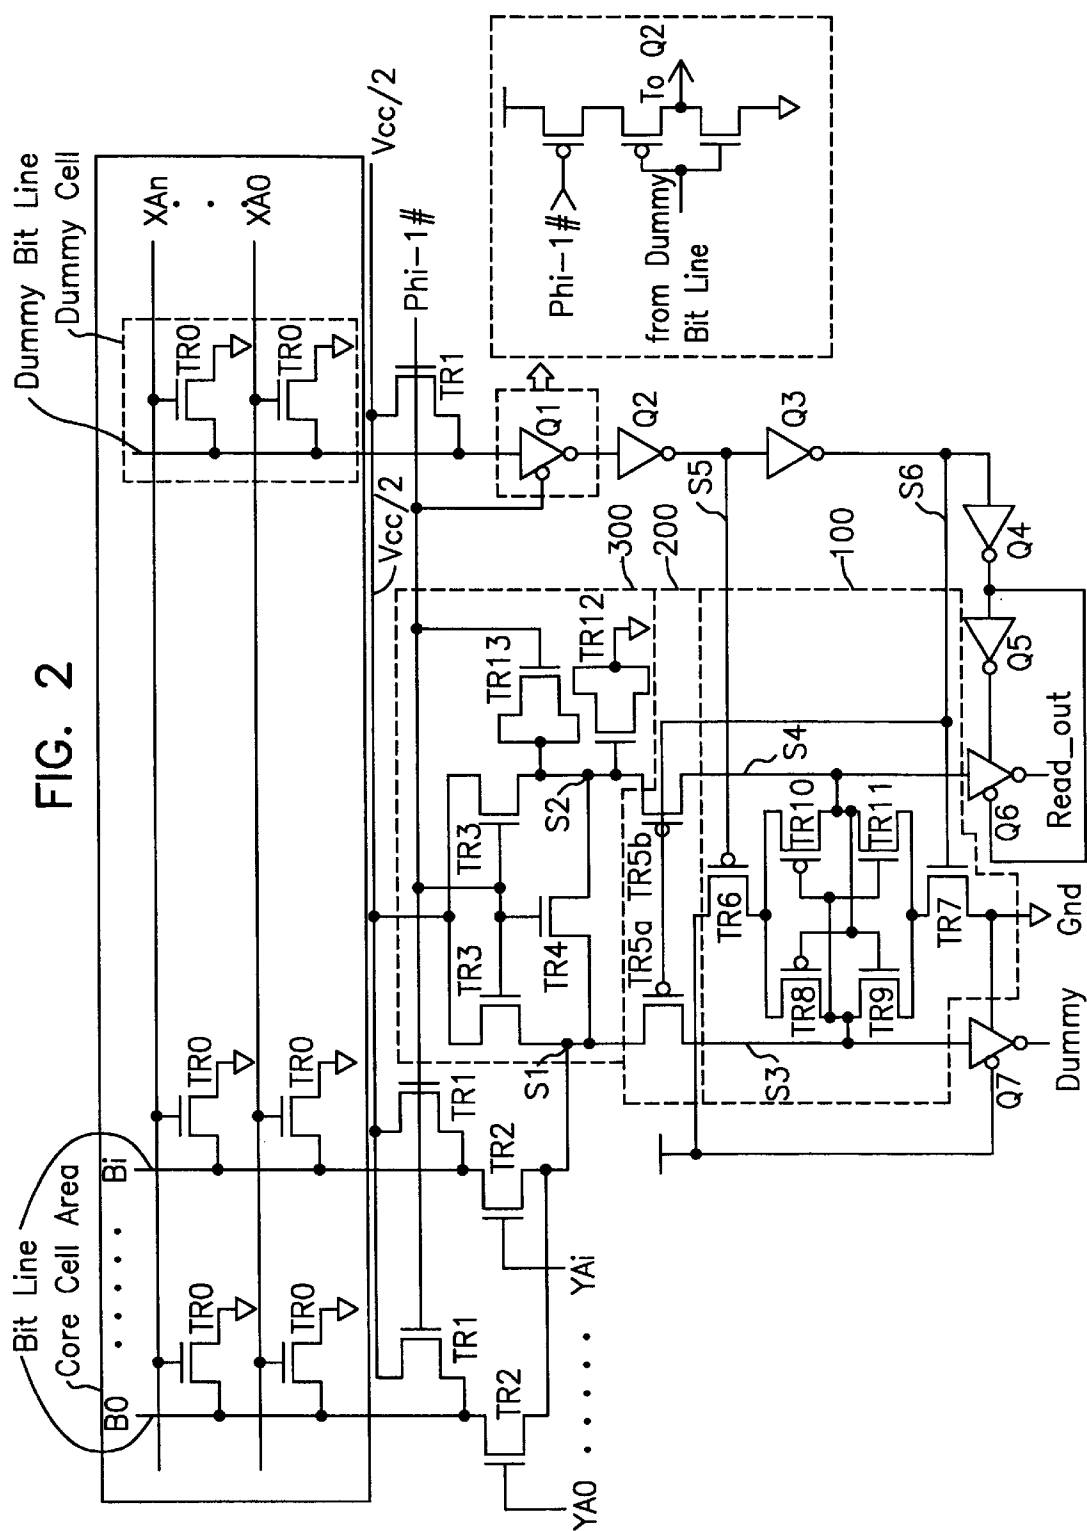 FIG. 2
Bit Line
Core Cell Area
B0
Bi
Dummy Bit Line
Dummy Cell
XAn
XA0
TR0
TR0
TR0
TR0
TR0
TR0
Vcc/2
Vcc/2
Phi-1#
TR1
TR1
TR1
TR2
TR2
YA0
YAi
S1
S2
TR3
TR3
TR4
TR13
TR12
300
200
100
TR5a
TR5b
S3
S4
S5
S6
TR6
TR7
TR8
TR9
TR10
TR11
Q1
Q2
Q3
Q4
Q5
Q6
Q7
Dummy
Gnd
Read_out
Phi-1#
from Dummy
Bit Line
To Q2